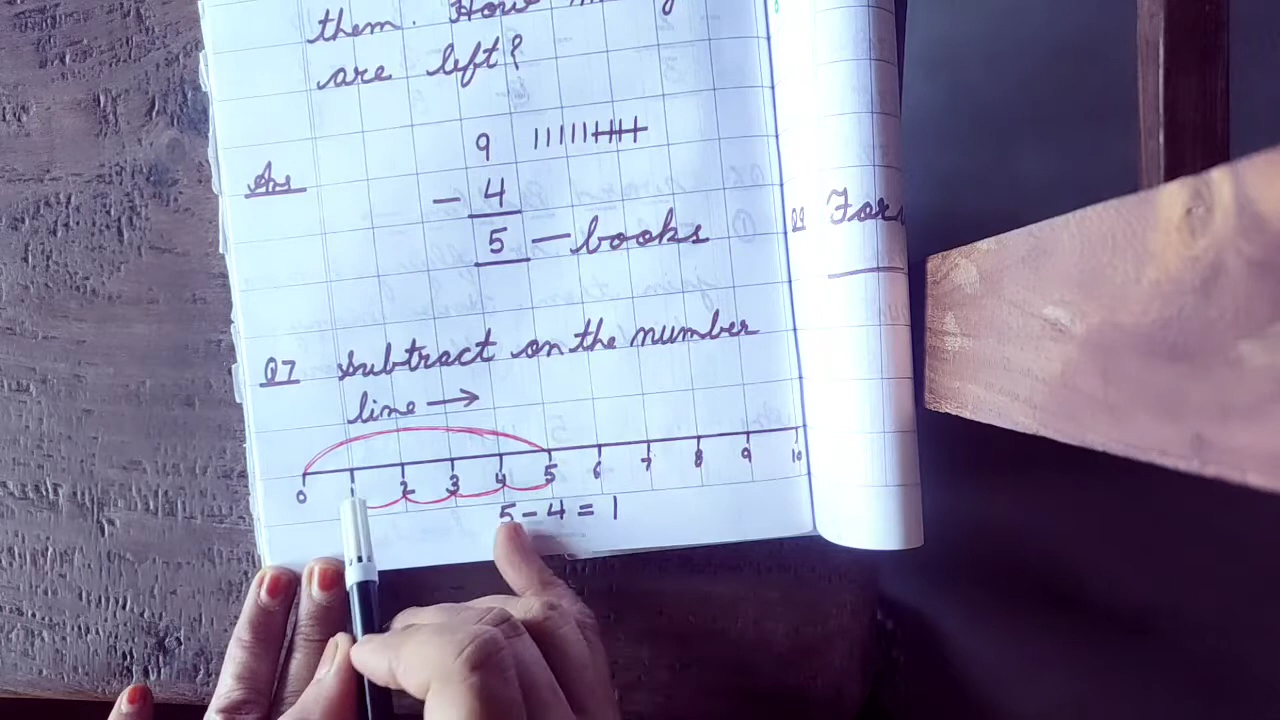 them. How
are left?
9
Ans
- 4
5 — books
Q7 Subtract on the number
line →
0 2 3 4 5 6 7 8 9 10
5 - 4 = 1
Q9